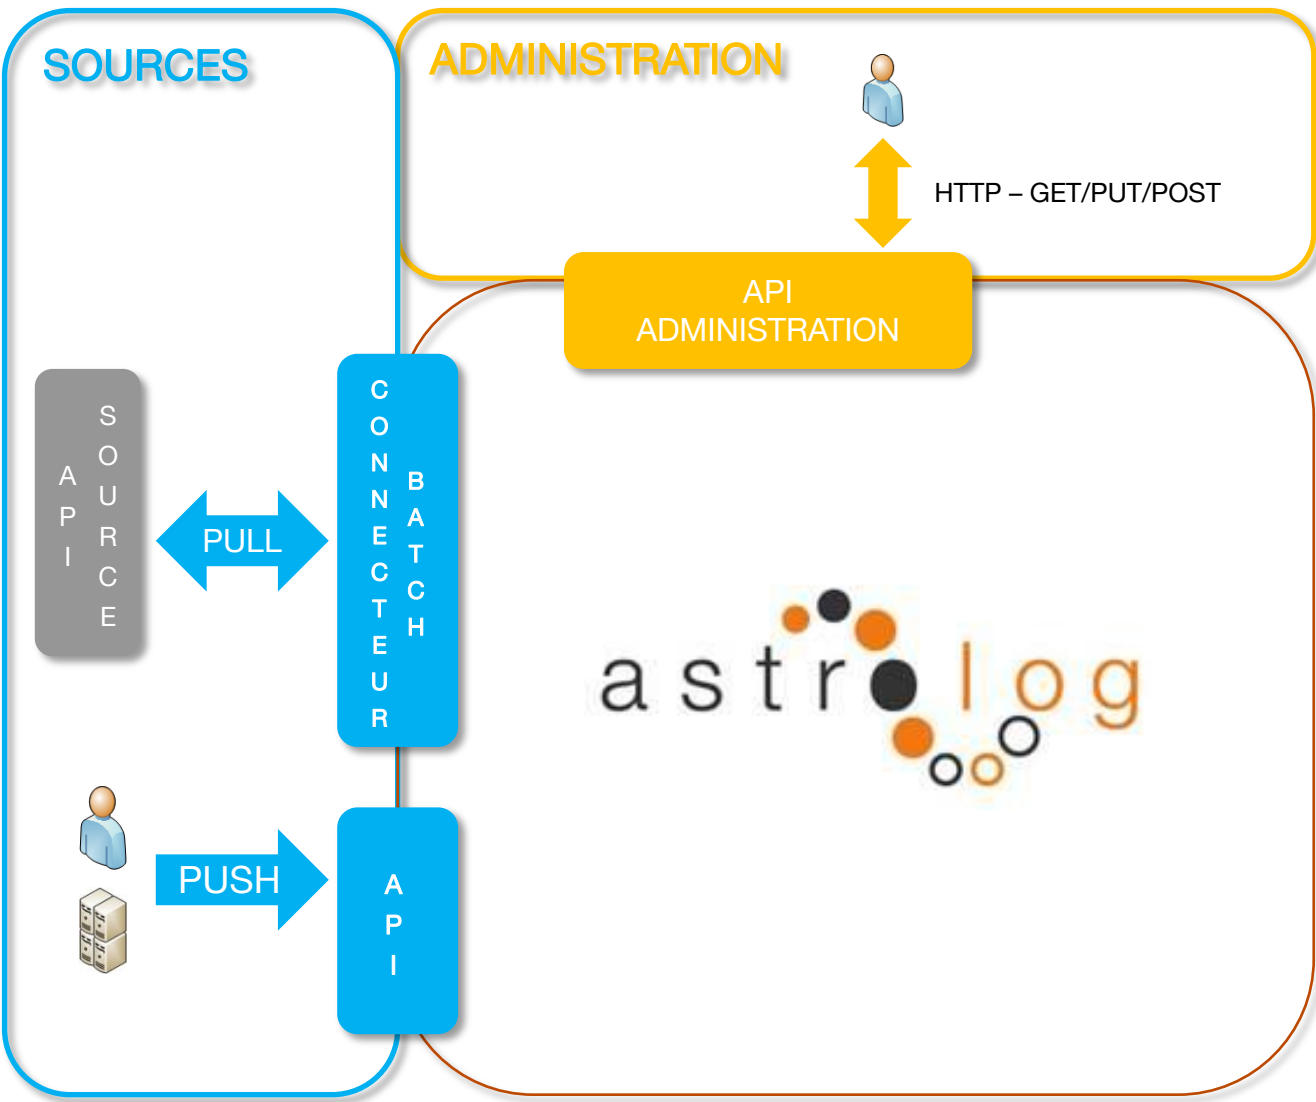 SOURCES
ADMINISTRATION
HTTP – GET/PUT/POST
API
ADMINISTRATION
API
SOURCE
PULL
CONNECTEUR
BATCH
astrolog
PUSH
API